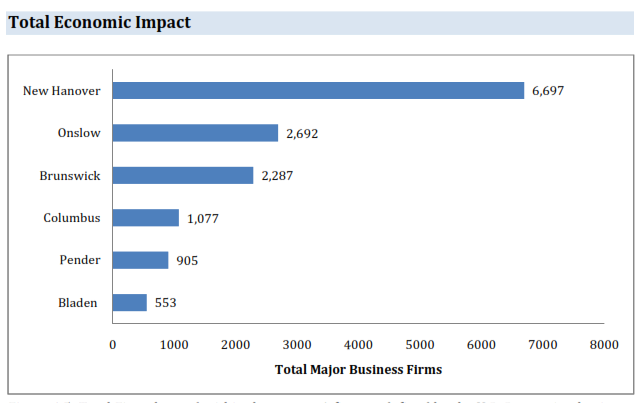 Total Economic Impact
New Hanover 6,697
Onslow 2,692
Brunswick 2,287
Columbus 1,077
Pender 905
Bladen 553
0 1000 2000 3000 4000 5000 6000 7000 8000
Total Major Business Firms